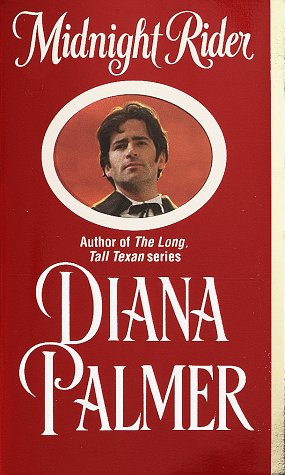 Midnight Rider
Author of The Long,
Tall Texan series
DIANA
PALMER